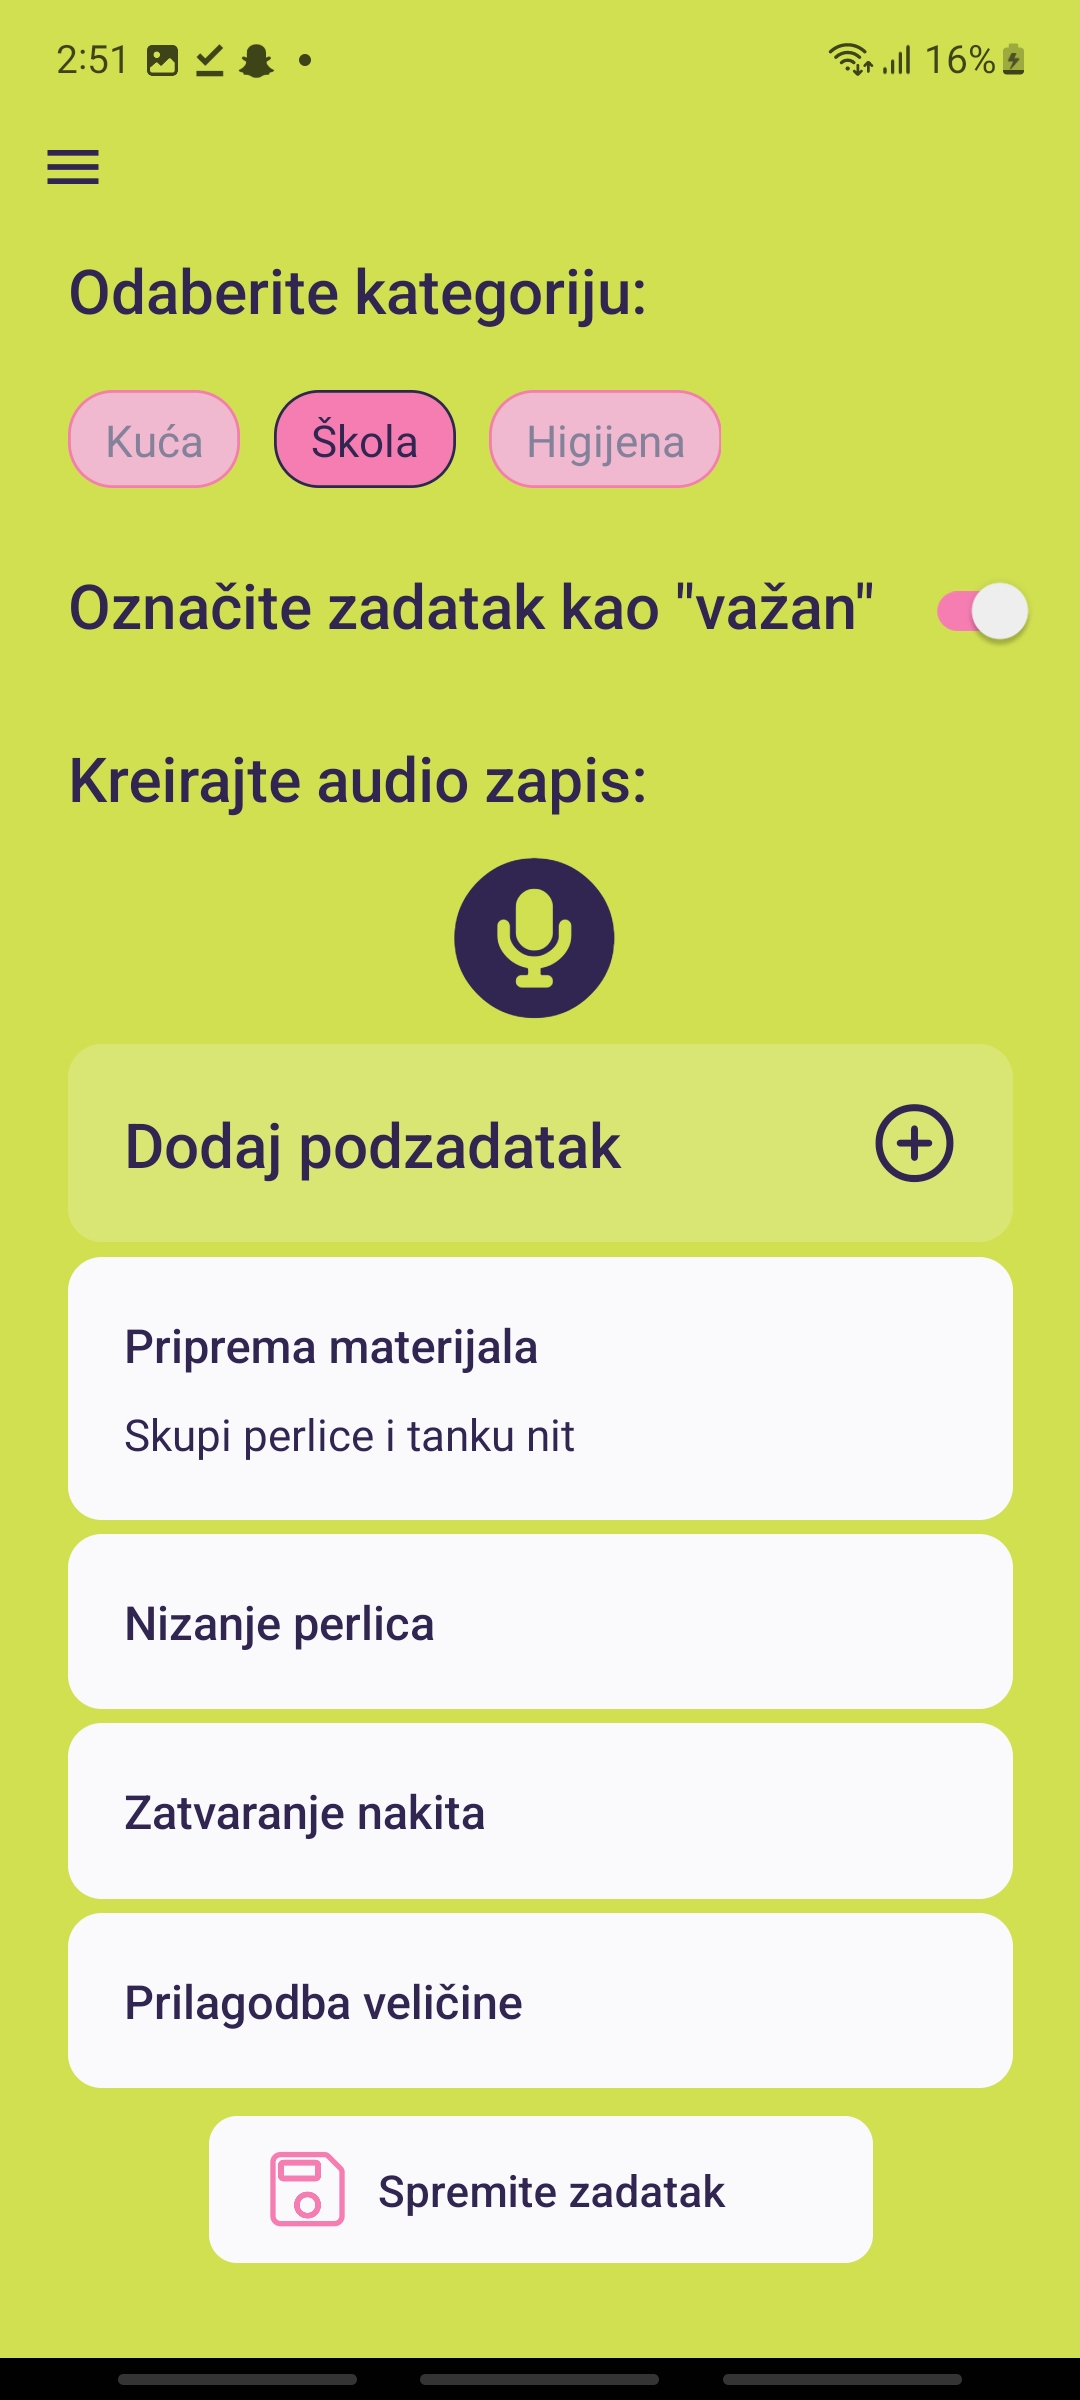 2:51 16%
Odaberite kategoriju:
Kuća Škola Higijena
Označite zadatak kao "važan"
Kreirajte audio zapis:
Dodaj podzadatak
Priprema materijala
Skupi perlice i tanku nit
Nizanje perlica
Zatvaranje nakita
Prilagodba veličine
Spremite zadatak